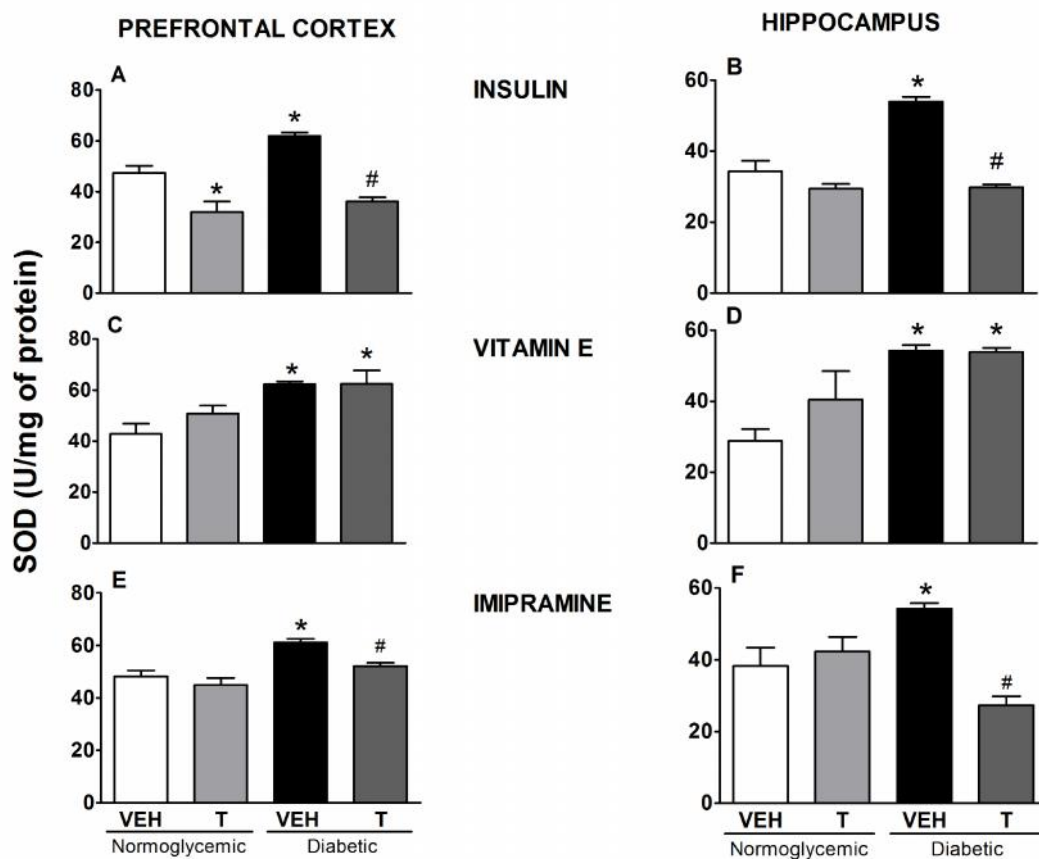 PREFRONTAL CORTEX
HIPPOCAMPUS
SOD (U/mg of protein)
INSULIN
A
80
60
40
20
0
*
*
#
B
60
40
20
0
*
#
VITAMIN E
C
80
60
40
20
0
*
*
D
60
40
20
0
*
*
IMIPRAMINE
E
80
60
40
20
0
*
#
VEH T VEH T
Normoglycemic Diabetic
F
60
40
20
0
*
#
VEH T VEH T
Normoglycemic Diabetic